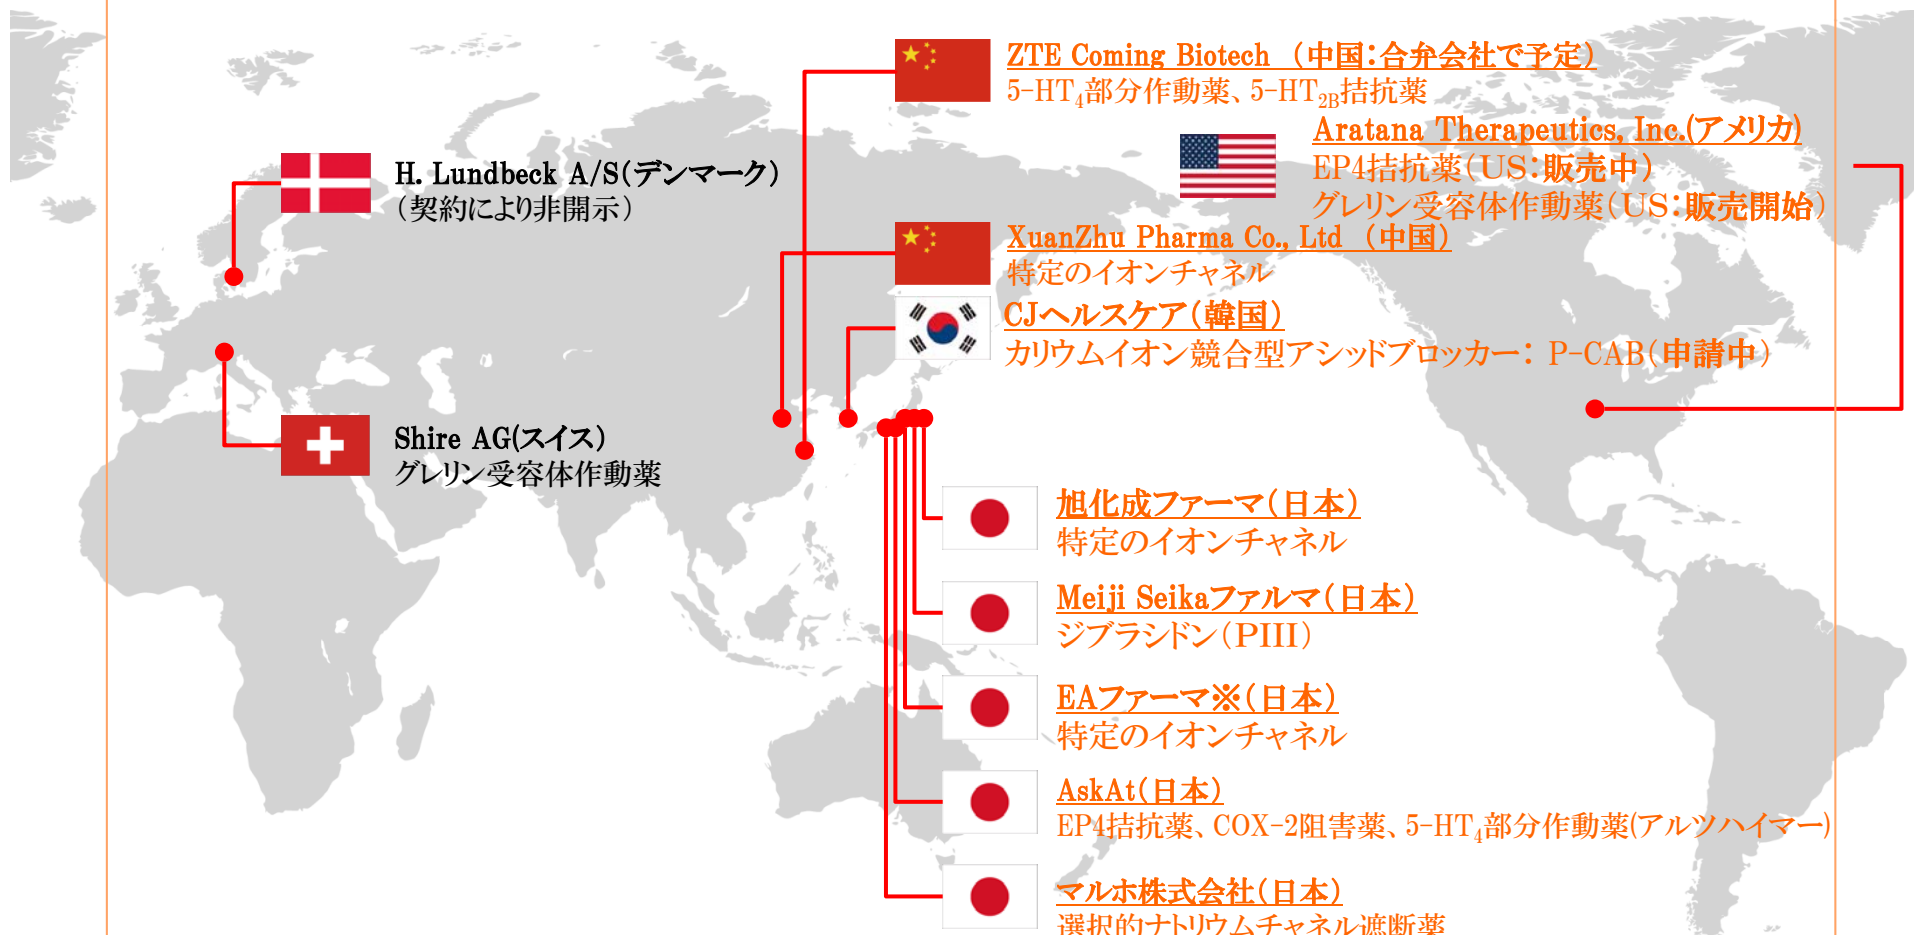 ZTE Coming Biotech （中国：合弁会社で予定）
5-HT₄部分作動薬、5-HT₂B拮抗薬
Aratana Therapeutics, Inc.(アメリカ)
EP4拮抗薬（US：販売中）
グレリン受容体作動薬（US：販売開始）
H. Lundbeck A/S（デンマーク）
（契約により非開示）
XuanZhu Pharma Co., Ltd （中国）
特定のイオンチャネル
CJヘルスケア（韓国）
カリウムイオン競合型アシッドブロッカー： P-CAB（申請中）
Shire AG(スイス）
グレリン受容体作動薬
旭化成ファーマ（日本）
特定のイオンチャネル
Meiji Seikaファルマ（日本）
ジブラシドン（PIII）
EAファーマ※（日本）
特定のイオンチャネル
AskAt（日本）
EP4拮抗薬、COX-2阻害薬、5-HT₄部分作動薬(アルツハイマー)
マルホ株式会社（日本）
選択的ナトリウムチャネル遮断薬